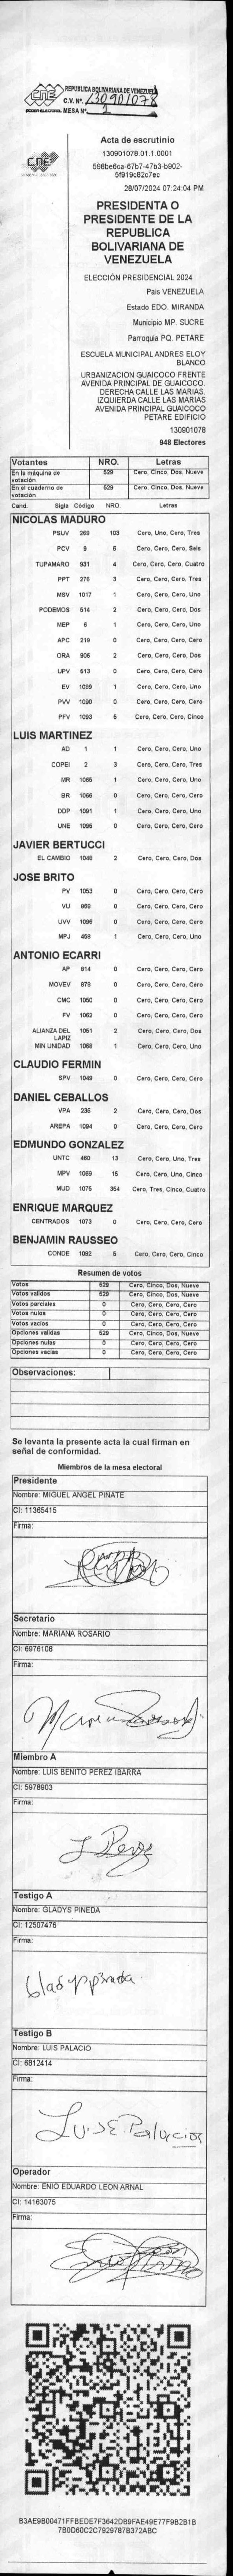 CNE
PODER ELECTORAL
REPUBLICA BOLIVARIANA DE VENEZUELA
C.V. Nº. 130901078
MESA Nº 1
CNE
Acta de escrutinio
130901078.01.1.0001
598be6ca-67b7-47b3-b902-
5f919c82c7ec
28/07/2024 07:24:04 PM
PRESIDENTA O
PRESIDENTE DE LA
REPUBLICA
BOLIVARIANA DE
VENEZUELA
ELECCIÓN PRESIDENCIAL 2024
Pais VENEZUELA
Estado EDO. MIRANDA
Municipio MP. SUCRE
Parroquia PQ. PETARE
ESCUELA MUNICIPAL ANDRES ELOY
BLANCO
URBANIZACION GUAICOCO FRENTE
AVENIDA PRINCIPAL DE GUAICOCO.
DERECHA CALLE LAS MARIAS.
IZQUIERDA CALLE LAS MARIAS
AVENIDA PRINCIPAL GUAICOCO
PETARE EDIFICIO
130901078
948 Electores
Votantes NRO. Letras
En la máquina de votación 529 Cero, Cinco, Dos, Nueve
En el cuaderno de votación 529 Cero, Cinco, Dos, Nueve
Cand. Sigla Código NRO. Letras
NICOLAS MADURO
PSUV 269 103 Cero, Uno, Cero, Tres
PCV 9 6 Cero, Cero, Cero, Seis
TUPAMARO 931 4 Cero, Cero, Cero, Cuatro
PPT 276 3 Cero, Cero, Cero, Tres
MSV 1017 1 Cero, Cero, Cero, Uno
PODEMOS 514 2 Cero, Cero, Cero, Dos
MEP 6 1 Cero, Cero, Cero, Uno
APC 219 0 Cero, Cero, Cero, Cero
ORA 906 2 Cero, Cero, Cero, Dos
UPV 613 0 Cero, Cero, Cero, Cero
EV 1069 1 Cero, Cero, Cero, Uno
PVV 1090 0 Cero, Cero, Cero, Cero
PFV 1093 5 Cero, Cero, Cero, Cinco
LUIS MARTINEZ
AD 1 1 Cero, Cero, Cero, Uno
COPEI 2 3 Cero, Cero, Cero, Tres
MR 1065 1 Cero, Cero, Cero, Uno
BR 1066 0 Cero, Cero, Cero, Cero
DDP 1091 1 Cero, Cero, Cero, Uno
UNE 1095 0 Cero, Cero, Cero, Cero
JAVIER BERTUCCI
EL CAMBIO 1048 2 Cero, Cero, Cero, Dos
JOSE BRITO
PV 1053 0 Cero, Cero, Cero, Cero
VU 968 0 Cero, Cero, Cero, Cero
UVV 1096 0 Cero, Cero, Cero, Cero
MPJ 458 1 Cero, Cero, Cero, Uno
ANTONIO ECARRI
AP 814 0 Cero, Cero, Cero, Cero
MOVEV 879 0 Cero, Cero, Cero, Cero
CMC 1050 0 Cero, Cero, Cero, Cero
FV 1062 0 Cero, Cero, Cero, Cero
ALIANZA DEL LAPIZ 1051 2 Cero, Cero, Cero, Dos
MIN UNIDAD 1068 1 Cero, Cero, Cero, Uno
CLAUDIO FERMIN
SPV 1049 0 Cero, Cero, Cero, Cero
DANIEL CEBALLOS
VPA 236 2 Cero, Cero, Cero, Dos
AREPA 1094 0 Cero, Cero, Cero, Cero
EDMUNDO GONZALEZ
UNTC 460 13 Cero, Cero, Uno, Tres
MPV 1069 15 Cero, Cero, Uno, Cinco
MUD 1076 354 Cero, Tres, Cinco, Cuatro
ENRIQUE MARQUEZ
CENTRADOS 1073 0 Cero, Cero, Cero, Cero
BENJAMIN RAUSSEO
CONDE 1092 5 Cero, Cero, Cero, Cinco
Resumen de votos
Votos 529 Cero, Cinco, Dos, Nueve
Votos validos 529 Cero, Cinco, Dos, Nueve
Votos parciales 0 Cero, Cero, Cero, Cero
Votos nulos 0 Cero, Cero, Cero, Cero
Votos vacios 0 Cero, Cero, Cero, Cero
Opciones validas 529 Cero, Cinco, Dos, Nueve
Opciones nulas 0 Cero, Cero, Cero, Cero
Opciones vacias 0 Cero, Cero, Cero, Cero
Observaciones:
Se levanta la presente acta la cual firman en
señal de conformidad.
Miembros de la mesa electoral
Presidente
Nombre: MIGUEL ANGEL PIÑATE
CI: 11365415
Firma:
Secretario
Nombre: MARIANA ROSARIO
CI: 6976108
Firma:
Miembro A
Nombre: LUIS BENITO PEREZ IBARRA
CI: 5978903
Firma:
J Perez
Testigo A
Nombre: GLADYS PINEDA
CI: 12507476
Firma:
Testigo B
Nombre: LUIS PALACIO
CI: 6812414
Firma:
Luis E Palacios
Operador
Nombre: ENIO EDUARDO LEON ARNAL
CI: 14163075
Firma:
B3AE9B00471FFBEDE7F3642DB9FAE49E77F9B2B1B
7B0D60C2C7929787B372ABC